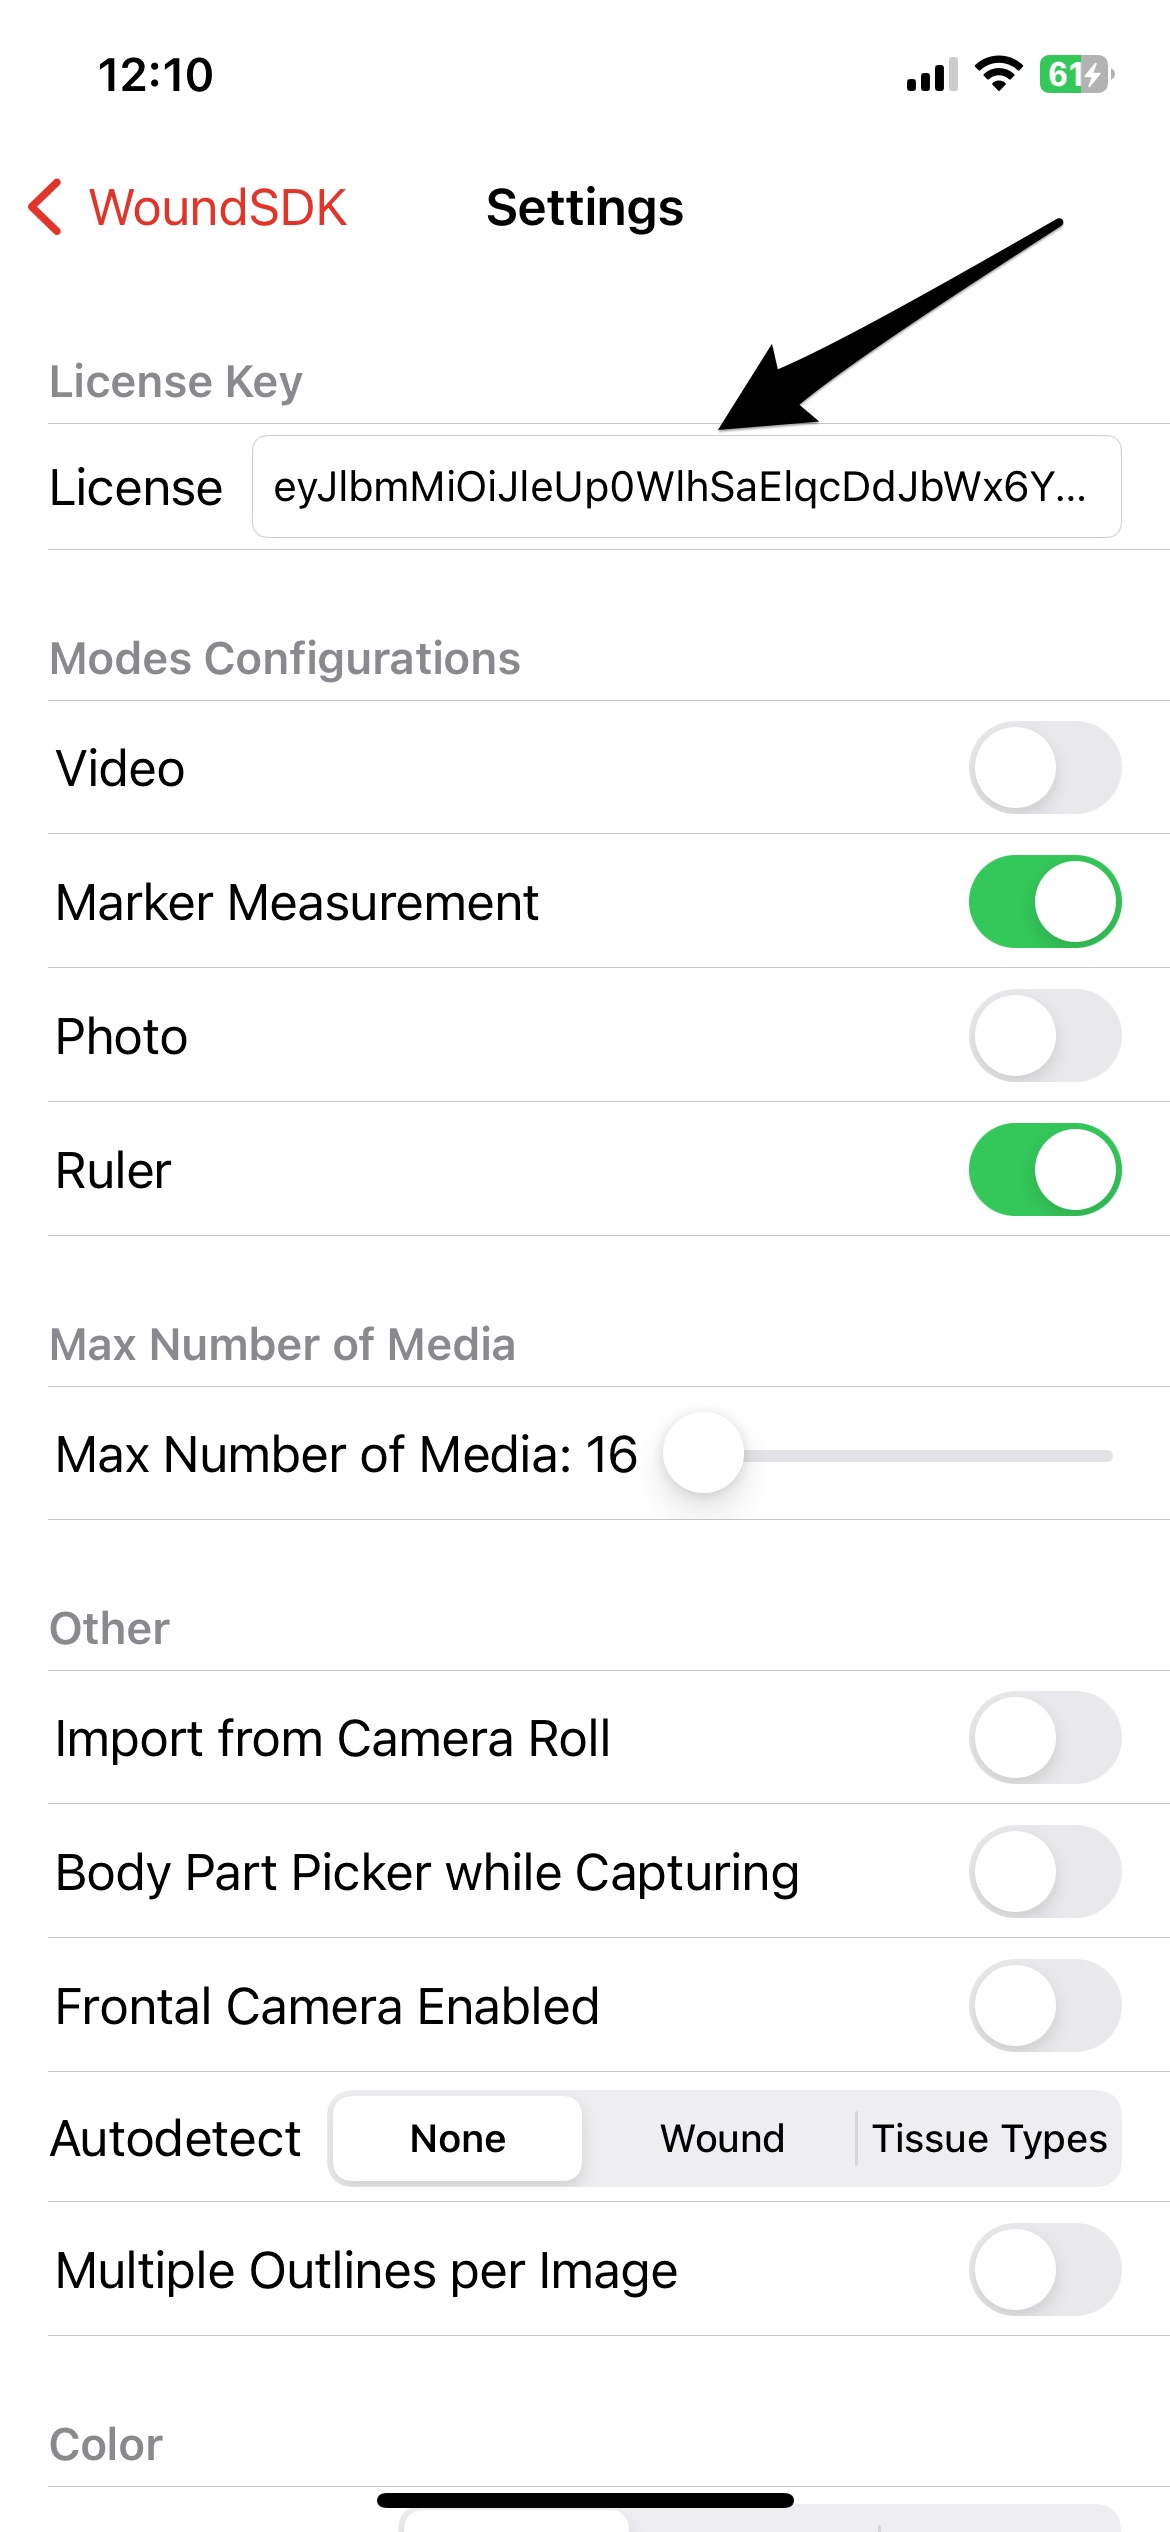 12:10
61
WoundSDK
Settings
License Key
License
eyJlbmMiOiJleUp0WlhSaElqcDdJbWx6Y...
Modes Configurations
Video
Marker Measurement
Photo
Ruler
Max Number of Media
Max Number of Media: 16
Other
Import from Camera Roll
Body Part Picker while Capturing
Frontal Camera Enabled
Autodetect
None
Wound
Tissue Types
Multiple Outlines per Image
Color